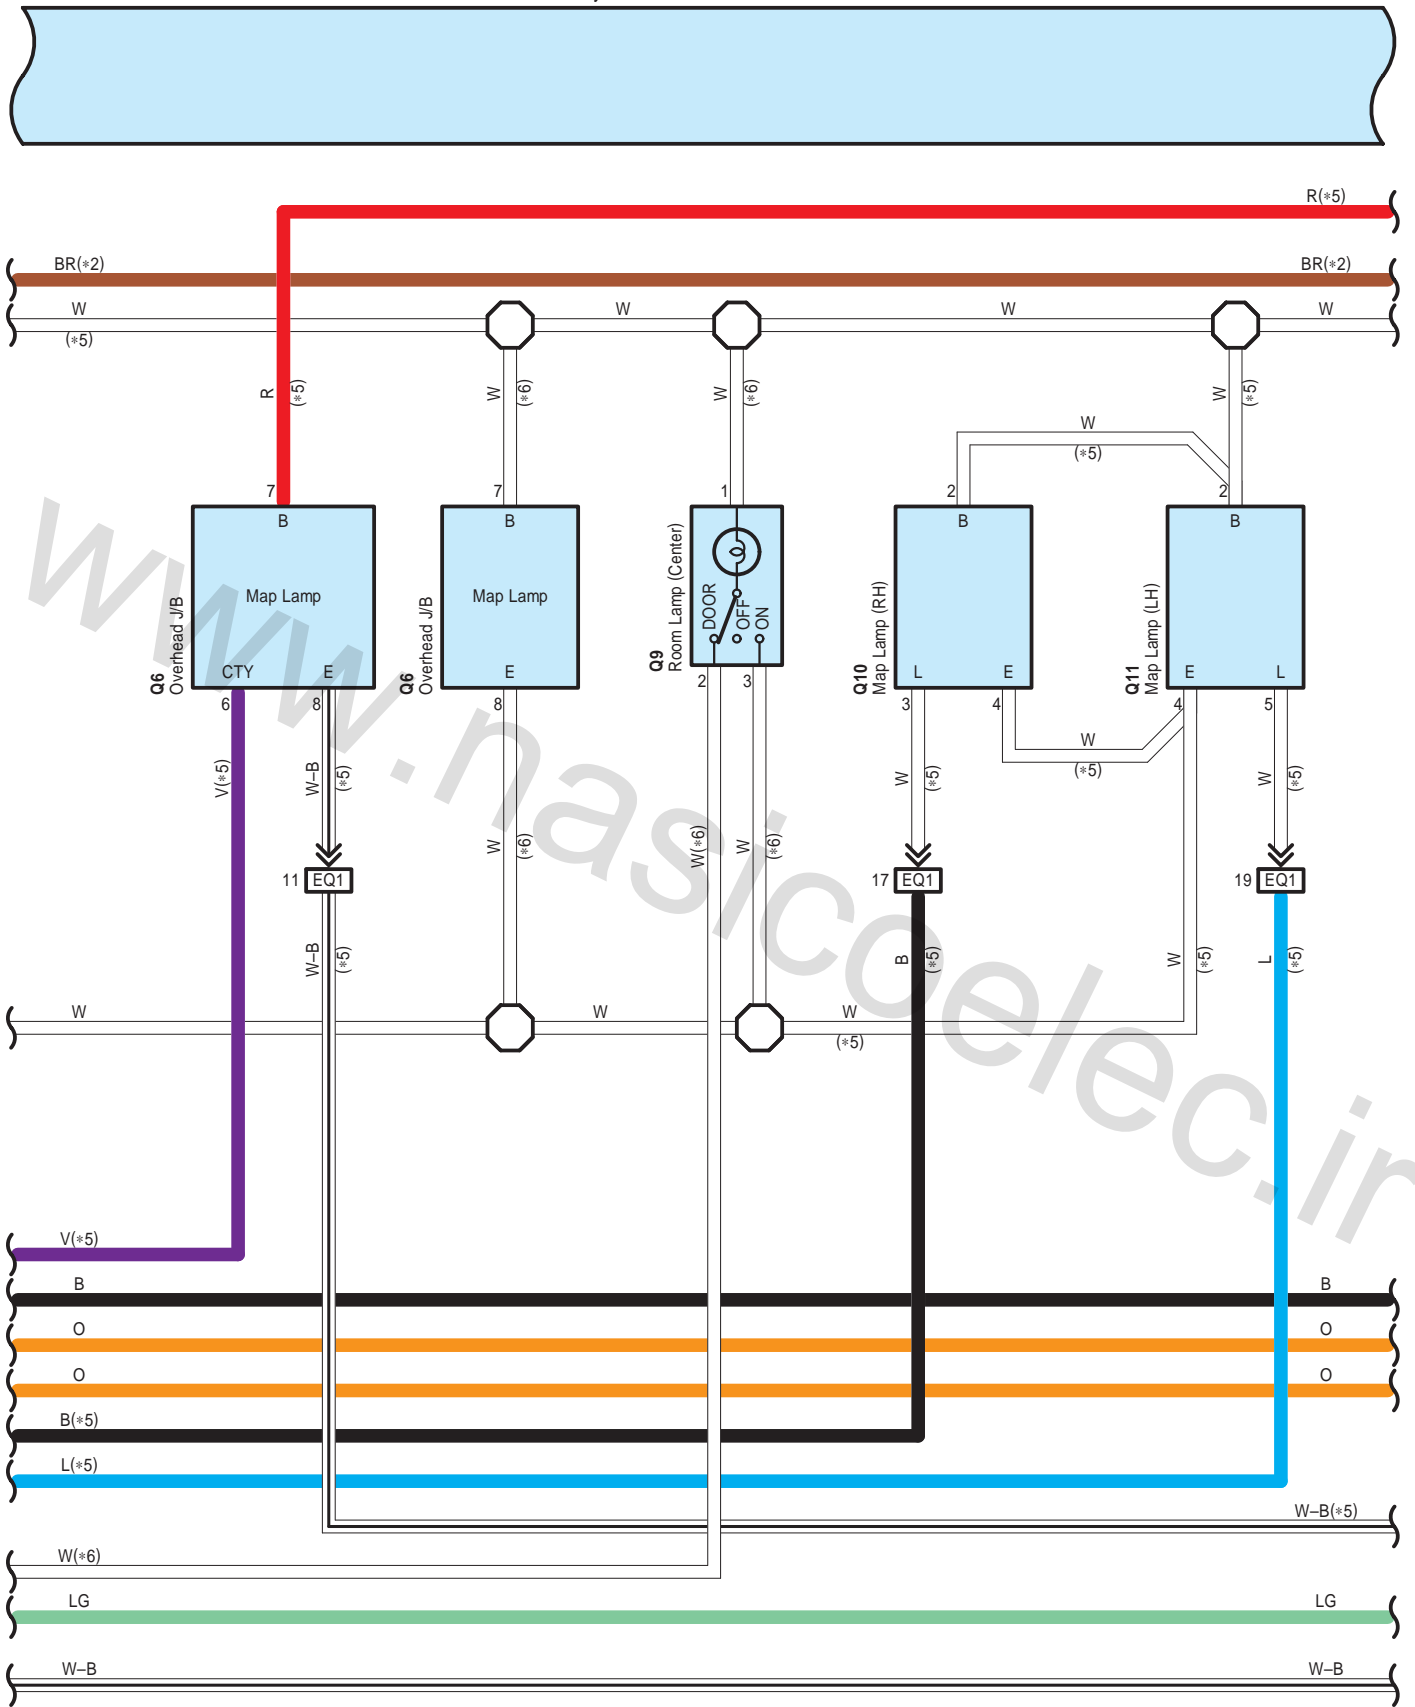 R(*5)
BR(*2) BR(*2)
W W W W
(*5)
R (*5) W (*6) W (*6) W (*5)
W
(*5)
7 7 1 2 2
B B B B
Map Lamp Map Lamp
DOOR OFF ON
CTY E E L E E L
Q6 Overhead J/B
Q6 Overhead J/B
Q9 Room Lamp (Center)
Q10 Map Lamp (RH)
Q11 Map Lamp (LH)
6 8 8 2 3 3 4 4 5
W
(*5)
V(*5) W–B (*5) W (*5) W (*5)
W (*6) W(*6) W (*6)
11 EQ1 17 EQ1 19 EQ1
W–B (*5) B (*5) W (*5) L (*5)
W W W
(*5)
V(*5)
B B
O O
O O
B(*5)
L(*5)
W–B(*5)
W(*6)
LG LG
W–B W–B
www.nasicoelec.ir